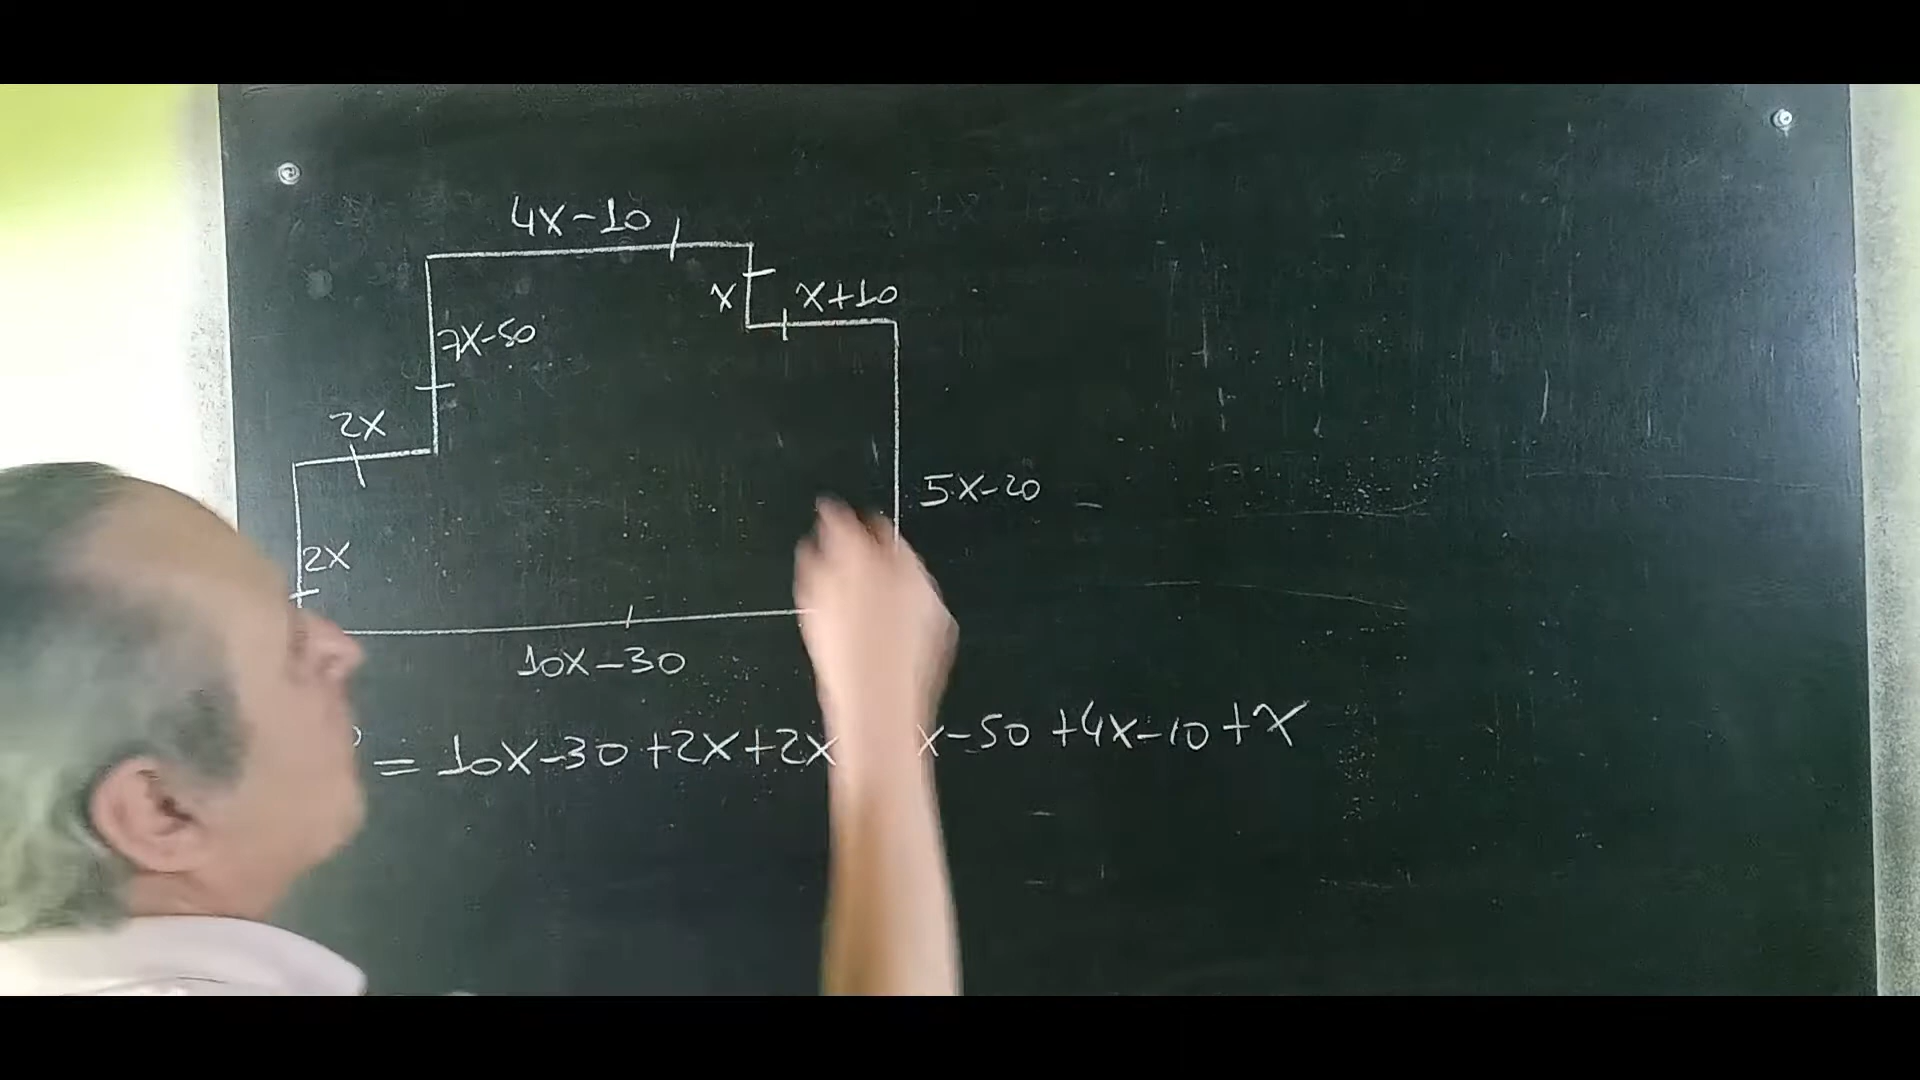 4x-10
x
x+10
7x-50
2x
5x-20
2x
10x-30
= 10x-30+2x+2x x-50+4x-10+x